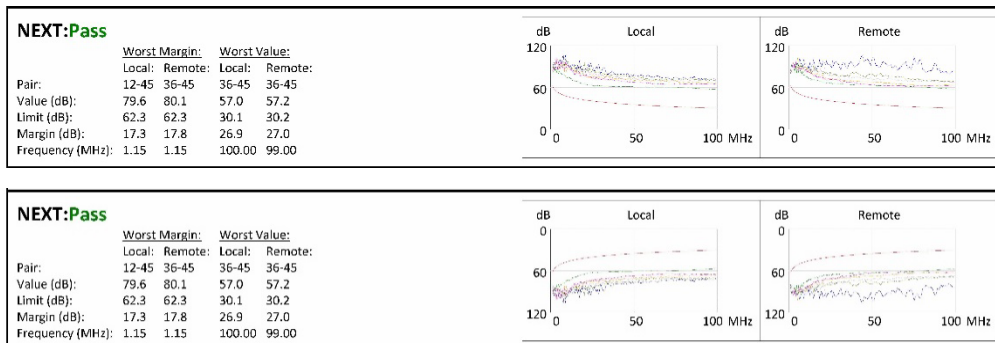 NEXT:Pass
Worst Margin: Worst Value:
Local: Remote: Local: Remote:
Pair: 12-45 36-45 36-45 36-45
Value (dB): 79.6 80.1 57.0 57.2
Limit (dB): 62.3 62.3 30.1 30.2
Margin (dB): 17.3 17.8 26.9 27.0
Frequency (MHz): 1.15 1.15 100.00 99.00
dB Local
120
60
0
0 50 100 MHz
dB Remote
120
60
0
0 50 100 MHz
NEXT:Pass
Worst Margin: Worst Value:
Local: Remote: Local: Remote:
Pair: 12-45 36-45 36-45 36-45
Value (dB): 79.6 80.1 57.0 57.2
Limit (dB): 62.3 62.3 30.1 30.2
Margin (dB): 17.3 17.8 26.9 27.0
Frequency (MHz): 1.15 1.15 100.00 99.00
dB Local
0
60
120
0 50 100 MHz
dB Remote
0
60
120
0 50 100 MHz